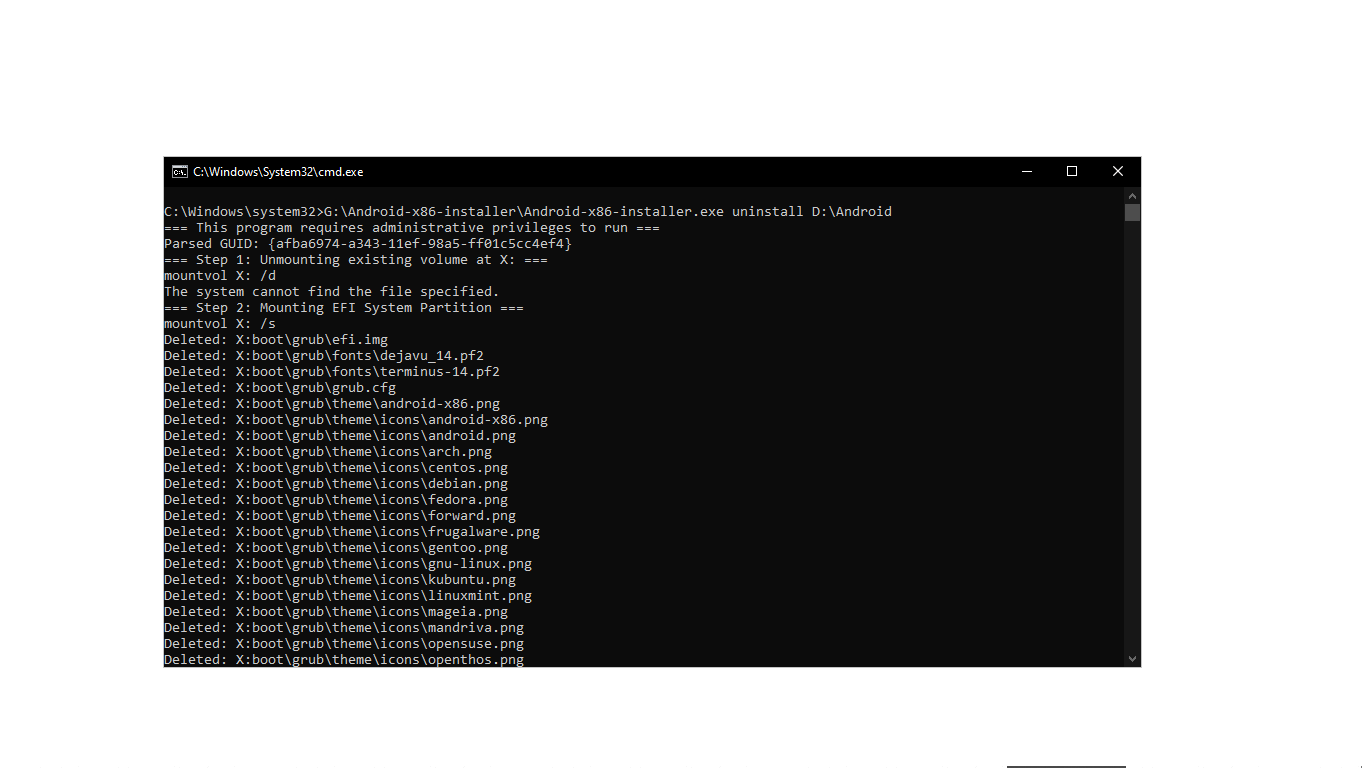 C:\Windows\System32\cmd.exe
C:\Windows\system32>G:\Android-x86-installer\Android-x86-installer.exe uninstall D:\Android
=== This program requires administrative privileges to run ===
Parsed GUID: {afba6974-a343-11ef-98a5-ff01c5cc4ef4}
=== Step 1: Unmounting existing volume at X: ===
mountvol X: /d
The system cannot find the file specified.
=== Step 2: Mounting EFI System Partition ===
mountvol X: /s
Deleted: X:boot\grub\efi.img
Deleted: X:boot\grub\fonts\dejavu_14.pf2
Deleted: X:boot\grub\fonts\terminus-14.pf2
Deleted: X:boot\grub\grub.cfg
Deleted: X:boot\grub\theme\android-x86.png
Deleted: X:boot\grub\theme\icons\android-x86.png
Deleted: X:boot\grub\theme\icons\android.png
Deleted: X:boot\grub\theme\icons\arch.png
Deleted: X:boot\grub\theme\icons\centos.png
Deleted: X:boot\grub\theme\icons\debian.png
Deleted: X:boot\grub\theme\icons\fedora.png
Deleted: X:boot\grub\theme\icons\forward.png
Deleted: X:boot\grub\theme\icons\frugalware.png
Deleted: X:boot\grub\theme\icons\gentoo.png
Deleted: X:boot\grub\theme\icons\gnu-linux.png
Deleted: X:boot\grub\theme\icons\kubuntu.png
Deleted: X:boot\grub\theme\icons\linuxmint.png
Deleted: X:boot\grub\theme\icons\mageia.png
Deleted: X:boot\grub\theme\icons\mandriva.png
Deleted: X:boot\grub\theme\icons\opensuse.png
Deleted: X:boot\grub\theme\icons\openthos.png